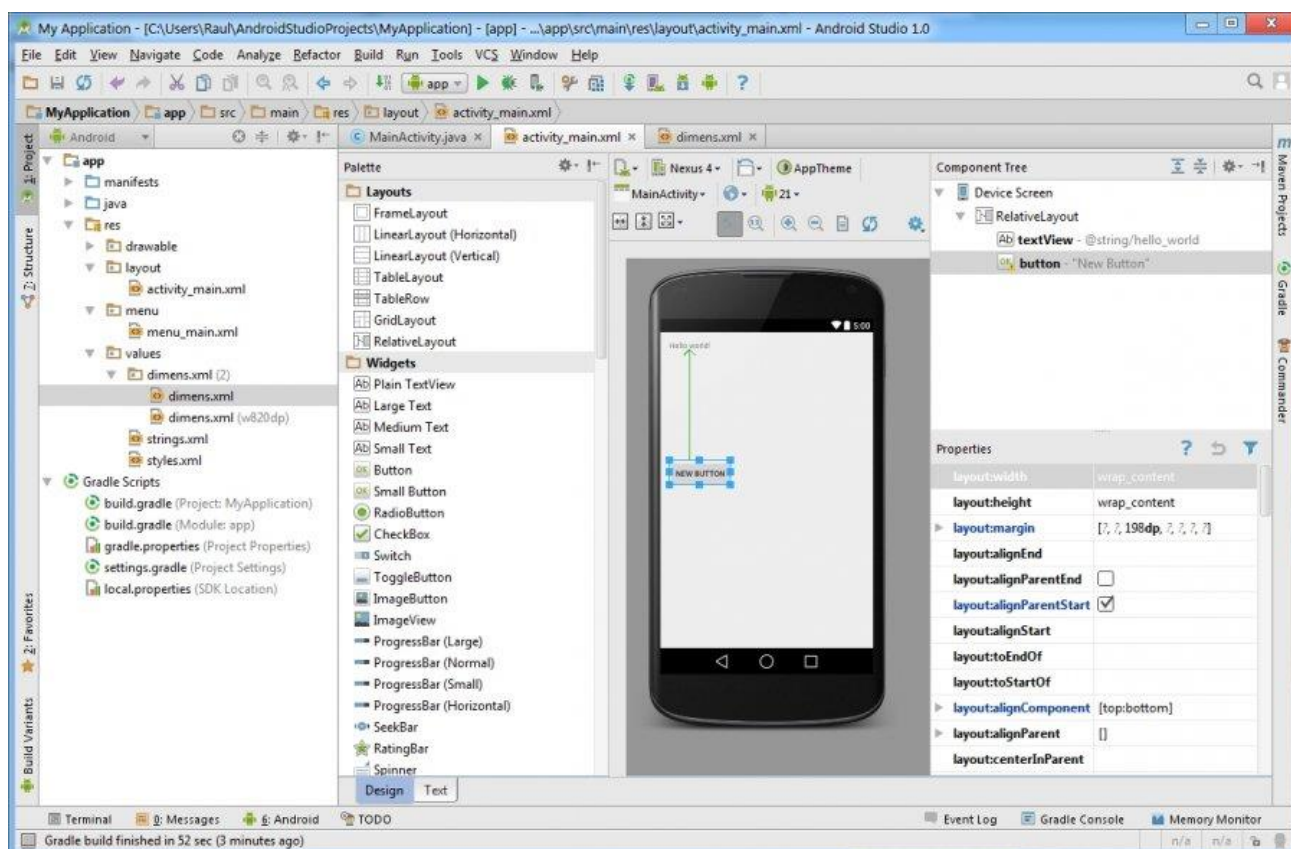 My Application - [C:\Users\Raul\AndroidStudioProjects\MyApplication] - [app] - ...\app\src\main\res\layout\activity_main.xml - Android Studio 1.0
File Edit View Navigate Code Analyze Refactor Build Run Tools VCS Window Help
app
?
MyApplication app src main res layout activity_main.xml
1: Project
7: Structure
2: Favorites
Build Variants
Android
app
manifests
java
res
drawable
layout
activity_main.xml
menu
menu_main.xml
values
dimens.xml (2)
dimens.xml
dimens.xml (w820dp)
strings.xml
styles.xml
Gradle Scripts
build.gradle (Project: MyApplication)
build.gradle (Module: app)
gradle.properties (Project Properties)
settings.gradle (Project Settings)
local.properties (SDK Location)
MainActivity.java activity_main.xml dimens.xml
Palette
Layouts
FrameLayout
LinearLayout (Horizontal)
LinearLayout (Vertical)
TableLayout
TableRow
GridLayout
RelativeLayout
Widgets
Ab Plain TextView
Ab Large Text
Ab Medium Text
Ab Small Text
OK Button
OK Small Button
RadioButton
CheckBox
Switch
ToggleButton
ImageButton
ImageView
ProgressBar (Large)
ProgressBar (Normal)
ProgressBar (Small)
ProgressBar (Horizontal)
SeekBar
RatingBar
Spinner
Design Text
Nexus 4 AppTheme
MainActivity 21
5:00
Hello world!
NEW BUTTON
Component Tree
Device Screen
RelativeLayout
Ab textView - @string/hello_world
OK button - "New Button"
Properties ?
layout:width wrap_content
layout:height wrap_content
layout:margin [?, ?, 198dp, ?, ?, ?, ?]
layout:alignEnd
layout:alignParentEnd
layout:alignParentStart
layout:alignStart
layout:toEndOf
layout:toStartOf
layout:alignComponent [top:bottom]
layout:alignParent []
layout:centerInParent
m Maven Projects
Gradle
Commander
Terminal 0: Messages 6: Android TODO Event Log Gradle Console Memory Monitor
Gradle build finished in 52 sec (3 minutes ago) n/a n/a